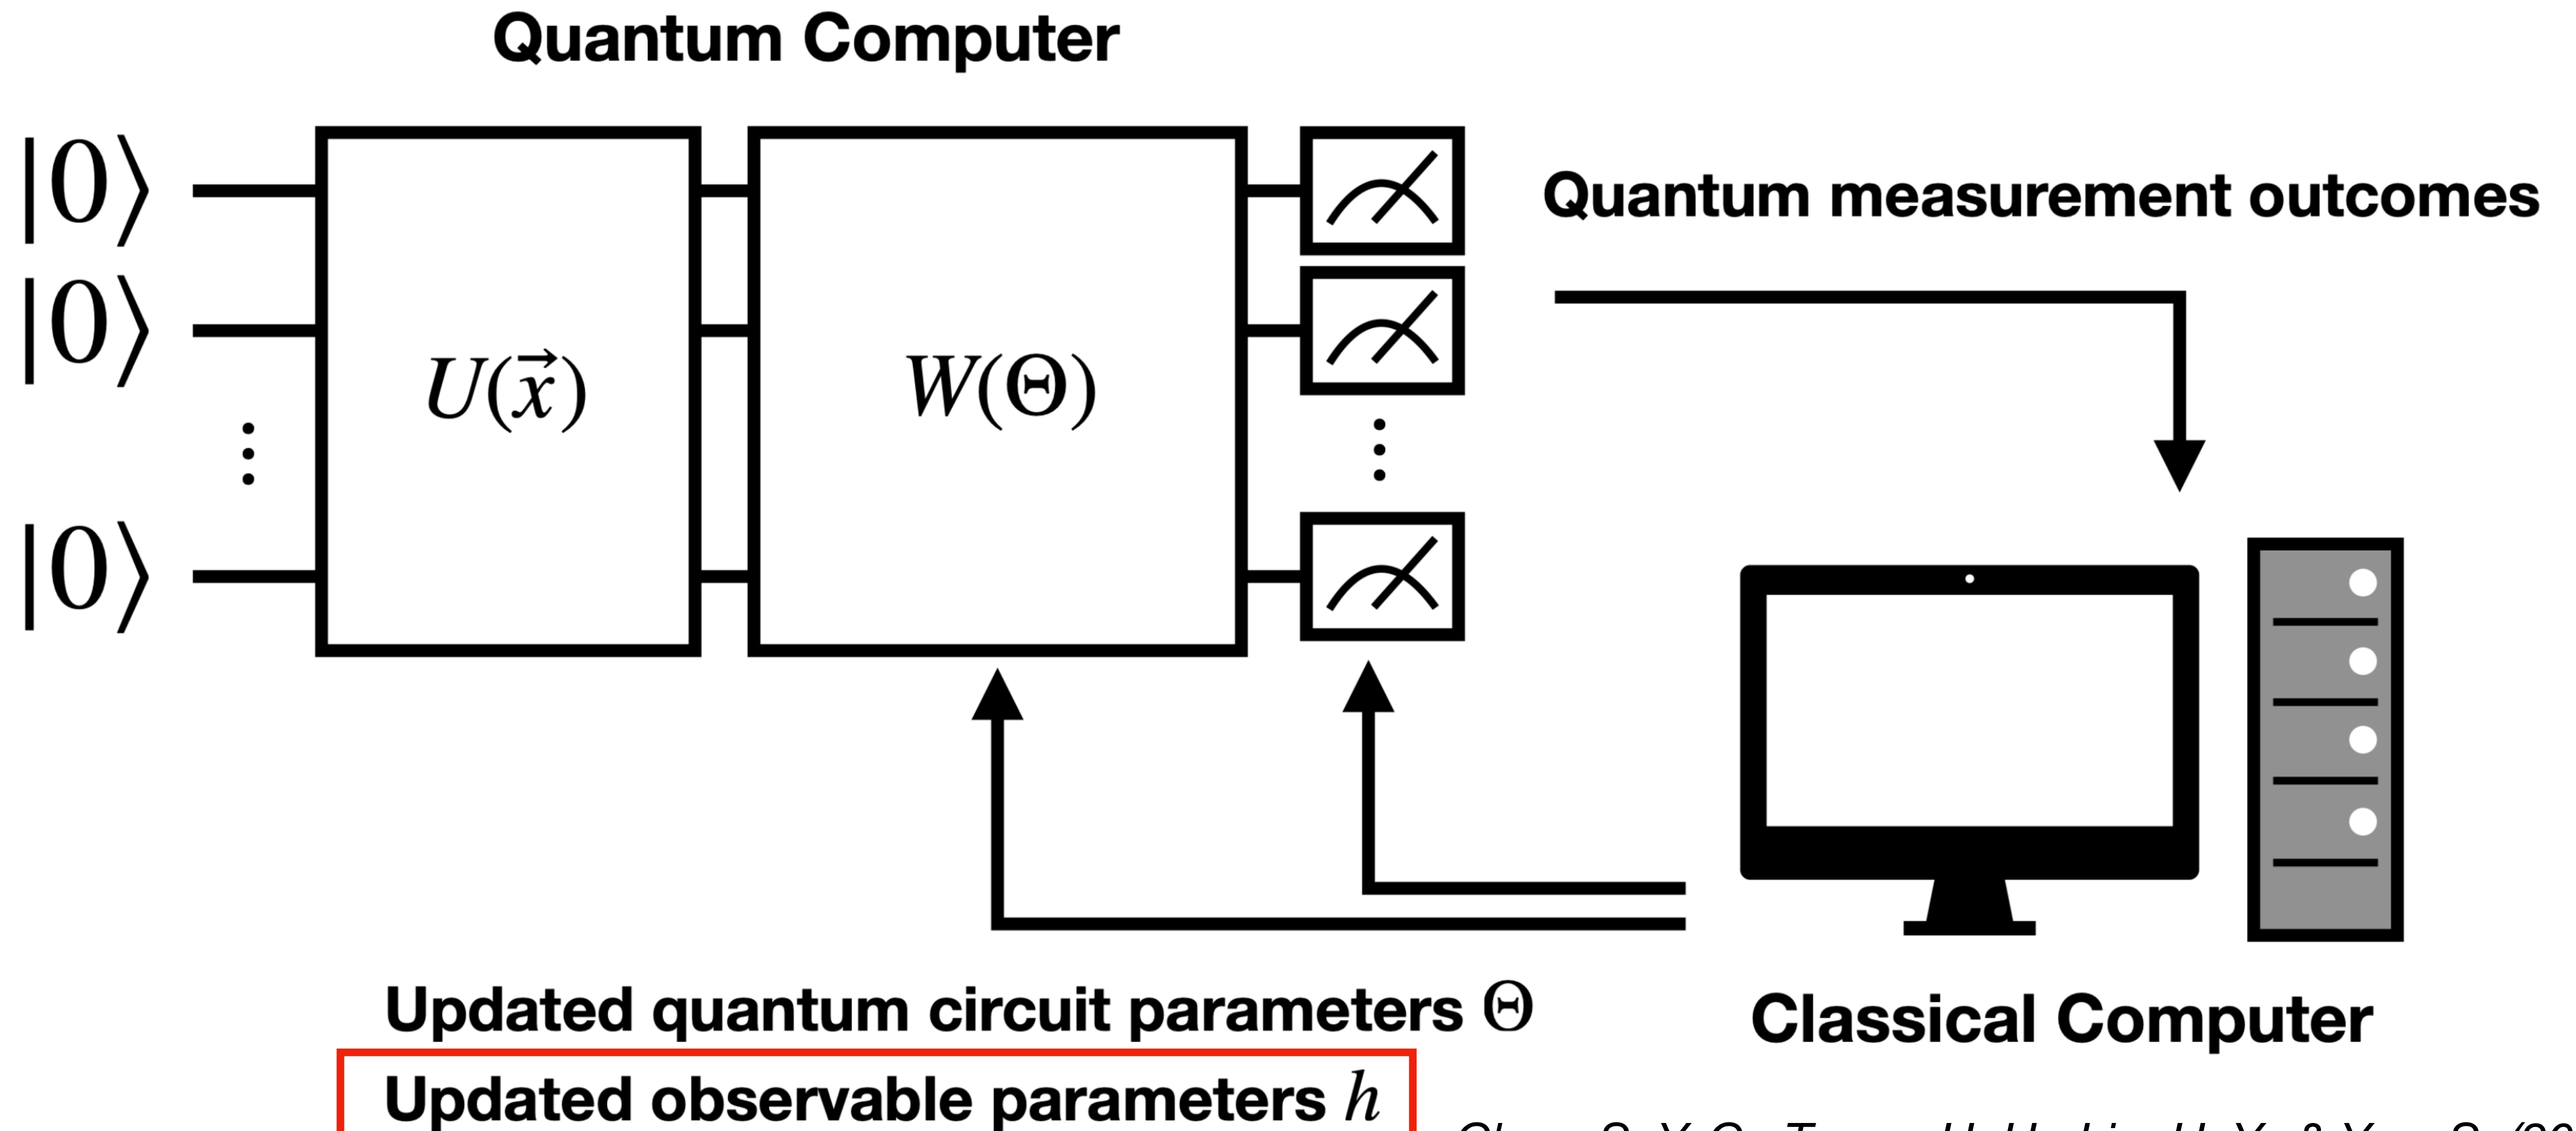 Quantum Computer
|0⟩
|0⟩
⋮
|0⟩
U(x⃗)
W(Θ)
⋮
Quantum measurement outcomes
Updated quantum circuit parameters Θ
Classical Computer
Updated observable parameters h